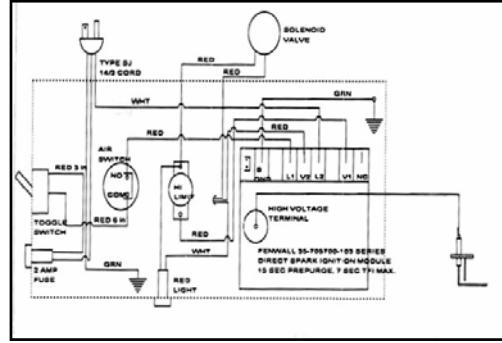 SOLENOID
VALVE
RED
RED
TYPE SJ
14/3 CORD
WHT
GRN
RED
RED
AIR
SWITCH
NO
COM
HI
LIMIT
RED 3 in
RED 6 in
TOGGLE
SWITCH
GND
L1
V2
L2
V1
NC
HIGH VOLTAGE
TERMINAL
RED
WHT
GRN
2 AMP
FUSE
RED
LIGHT
FENWALL 35-705700-103 SERIES
DIRECT SPARK IGNITION MODULE
15 SEC PREPURGE, 7 SEC TFI MAX.